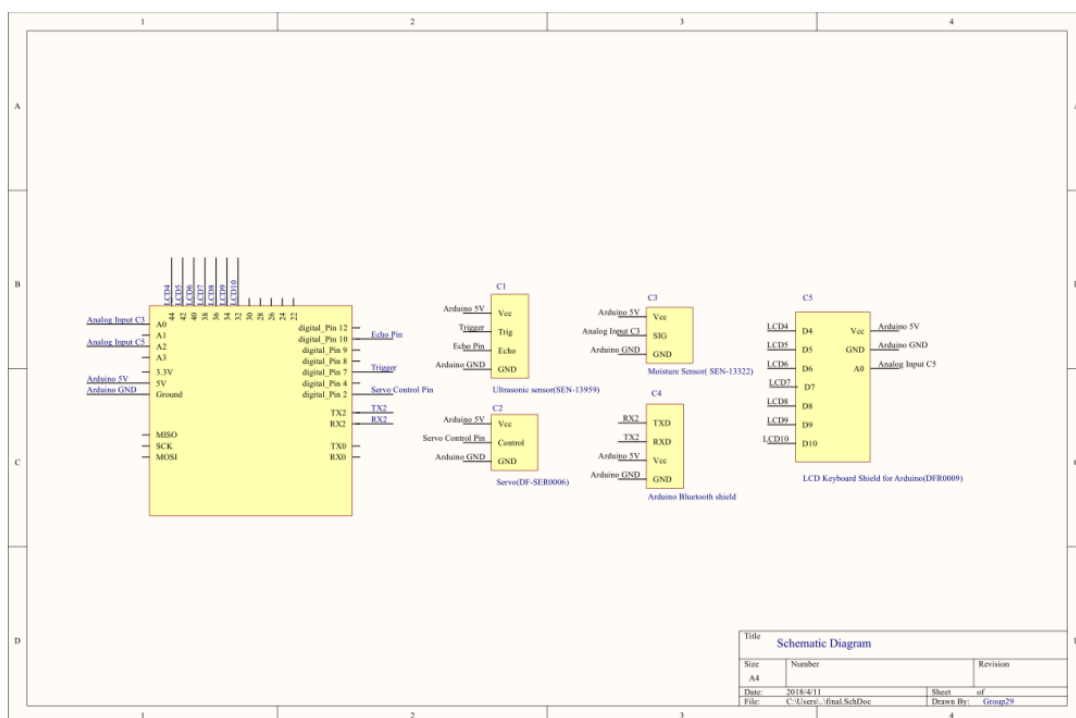 1 2 3 4
A
B
C
D
A
LCD4
LCD5
LCD6
LCD7
LCD8
LCD9
LCD10
44 42 40 38 36 34 32 30 28 26 24 22
Analog Input C3 A0
A1
Analog Input C5 A2
A3
3.3V
Arduino 5V 5V
Arduino GND Ground
MISO
SCK
MOSI
digital_Pin 12
digital_Pin 10 Echo Pin
digital_Pin 9
digital_Pin 8
digital_Pin 7 Trigger
digital_Pin 4
digital_Pin 2 Servo Control Pin
TX2 TX2
RX2 RX2
TX0
RX0
C1
Arduino 5V Vcc
Trigger Trig
Echo Pin Echo
Arduino GND GND
Ultrasonic sensor(SEN-13959)
C2
Arduino 5V Vcc
Servo Control Pin Control
Arduino GND GND
Servo(DF-SER0006)
C3
Arduino 5V Vcc
Analog Input C3 SIG
Arduino GND GND
Moisture Sensor( SEN-13322)
C4
RX2 TXD
TX2 RXD
Arduino 5V Vcc
Arduino GND GND
Arduino Bluetooth shield
C5
LCD4 D4 Vcc Arduino 5V
LCD5 D5 GND Arduino GND
LCD6 D6 A0 Analog Input C5
LCD7 D7
LCD8 D8
LCD9 D9
LCD10 D10
LCD Keyboard Shield for Arduino(DFR0009)
Title Schematic Diagram
Size Number Revision
A4
Date: 2018/4/11 Sheet of
File: C:\Users\..\final.SchDoc Drawn By: Group29
1 2 3 4